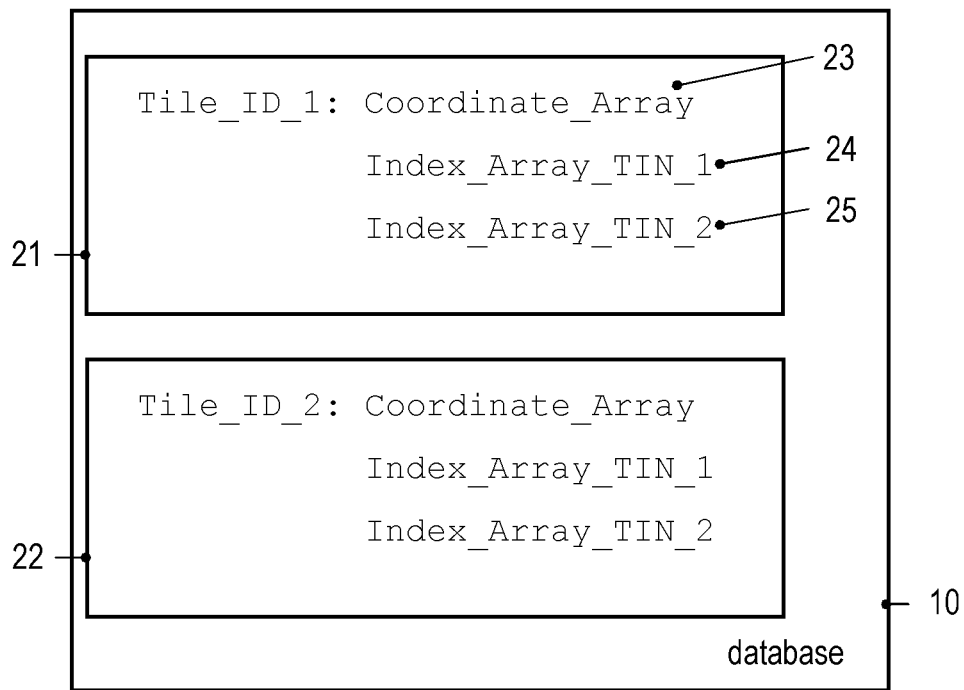 23
Tile_ID_1: Coordinate_Array
24
Index_Array_TIN_1
25
Index_Array_TIN_2
21
Tile_ID_2: Coordinate_Array
Index_Array_TIN_1
Index_Array_TIN_2
22
10
database